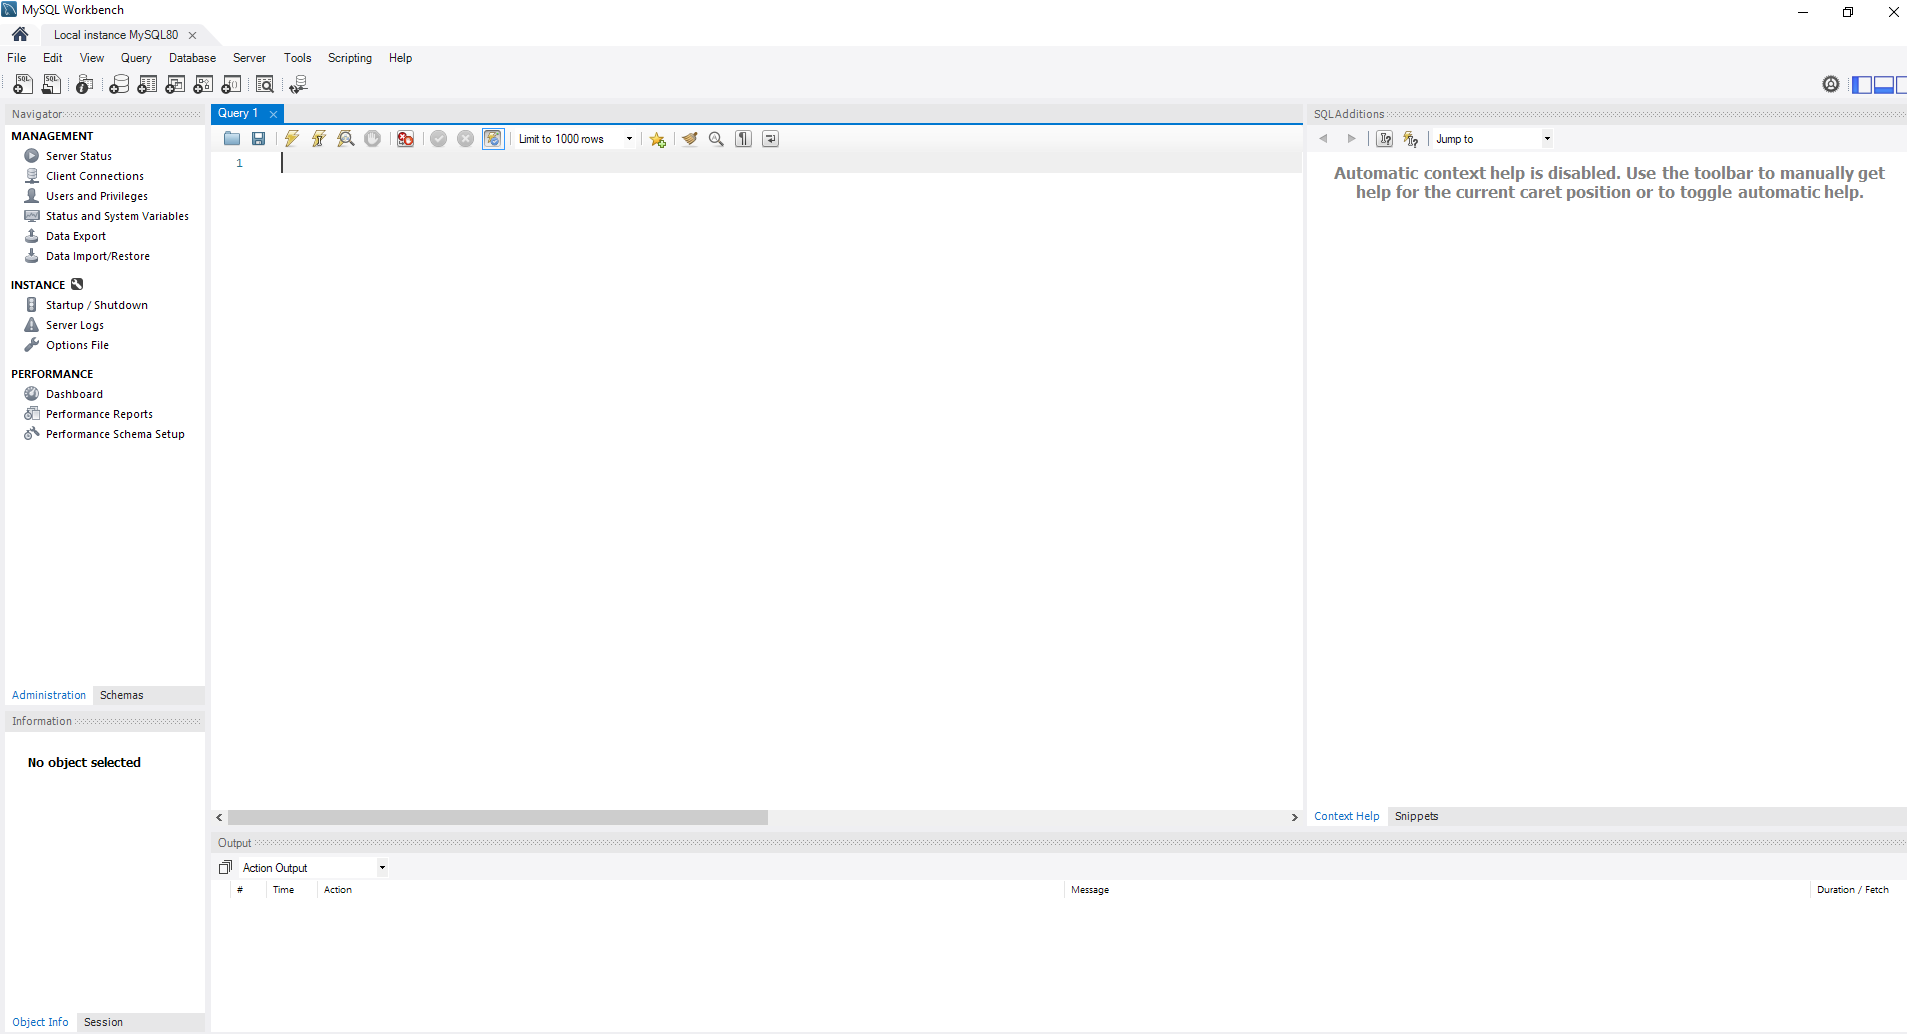 MySQL Workbench
Local instance MySQL80
File Edit View Query Database Server Tools Scripting Help
Navigator
MANAGEMENT
Server Status
Client Connections
Users and Privileges
Status and System Variables
Data Export
Data Import/Restore
INSTANCE
Startup / Shutdown
Server Logs
Options File
PERFORMANCE
Dashboard
Performance Reports
Performance Schema Setup
Administration Schemas
Information
No object selected
Object Info Session
Query 1
Limit to 1000 rows
1
SQLAdditions
Jump to
Automatic context help is disabled. Use the toolbar to manually get
help for the current caret position or to toggle automatic help.
Context Help Snippets
Output
Action Output
# Time Action Message Duration / Fetch